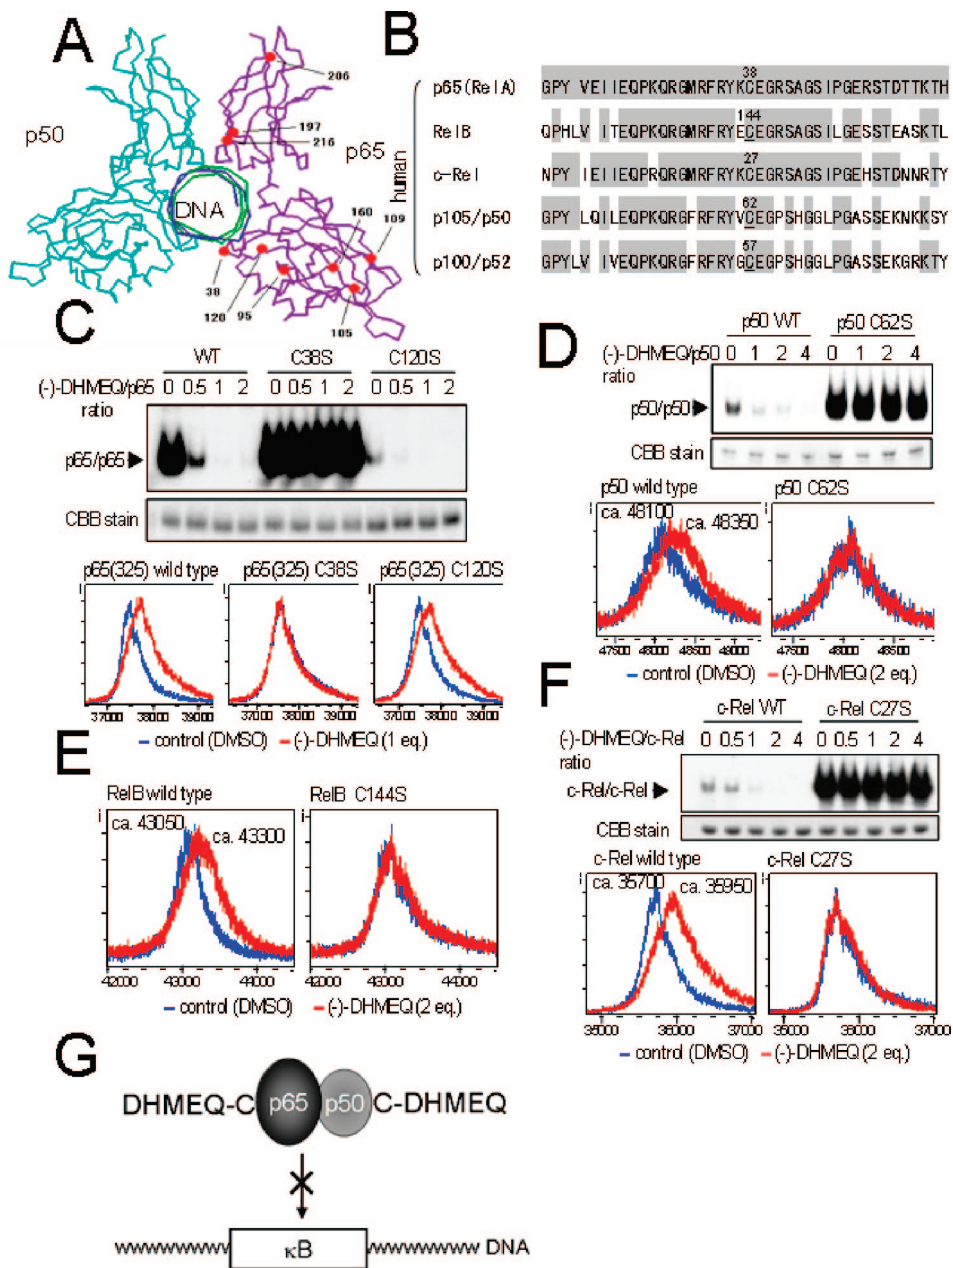 A
p50
p65
DNA
206
197
216
160
109
38
120
95
105
B
human
38
p65(RelA) GPY VEIIEQPKQRGMRFRYKCEGRSAGSIPGERSTDTTKTH
144
RelB QPHLV ITEQPKQRGMRFRYECEGRSAGSILGESSTEASKTL
27
c-Rel NPY IEIIEQPRQRGMRFRYKCEGRSAGSIPGEHSTDNNRTY
62
p105/p50 GPY LQILEQPKQRGFRFRYVCEGPSHGGLPGASSEKNKKSY
57
p100/p52 GPYLV IVEQPKQRGFRFRYGCEGPSHGGLPGASSEKGRKTY
C
WT C38S C120S
(-)-DHMEQ/p65 ratio 0 0.5 1 2 0 0.5 1 2 0 0.5 1 2
p65/p65
CBB stain
p65(325) wild type p65(325) C38S p65(325) C120S
i i i
37000 38000 39000 37000 38000 39000 37000 38000 39000
control (DMSO) (-)-DHMEQ (1 eq.)
D
p50 WT p50 C62S
(-)-DHMEQ/p50 ratio 0 1 2 4 0 1 2 4
p50/p50
CBB stain
p50 wild type p50 C62S
ca. 48100
ca. 48350
i i
47500 48000 48500 49000 47500 48000 48500
control (DMSO) (-)-DHMEQ (2 eq.)
E
RelB wild type RelB C144S
ca. 43050
ca. 43300
i i
42000 43000 44000 42000 43000 44000
control (DMSO) (-)-DHMEQ (2 eq.)
F
c-Rel WT c-Rel C27S
(-)-DHMEQ/c-Rel ratio 0 0.5 1 2 4 0 0.5 1 2 4
c-Rel/c-Rel
CBB stain
c-Rel wild type c-Rel C27S
ca. 35700
ca. 35950
i i
35000 36000 37000 35000 36000 37000
control (DMSO) (-)-DHMEQ (2 eq.)
G
DHMEQ-C p65 p50 C-DHMEQ
κB
DNA